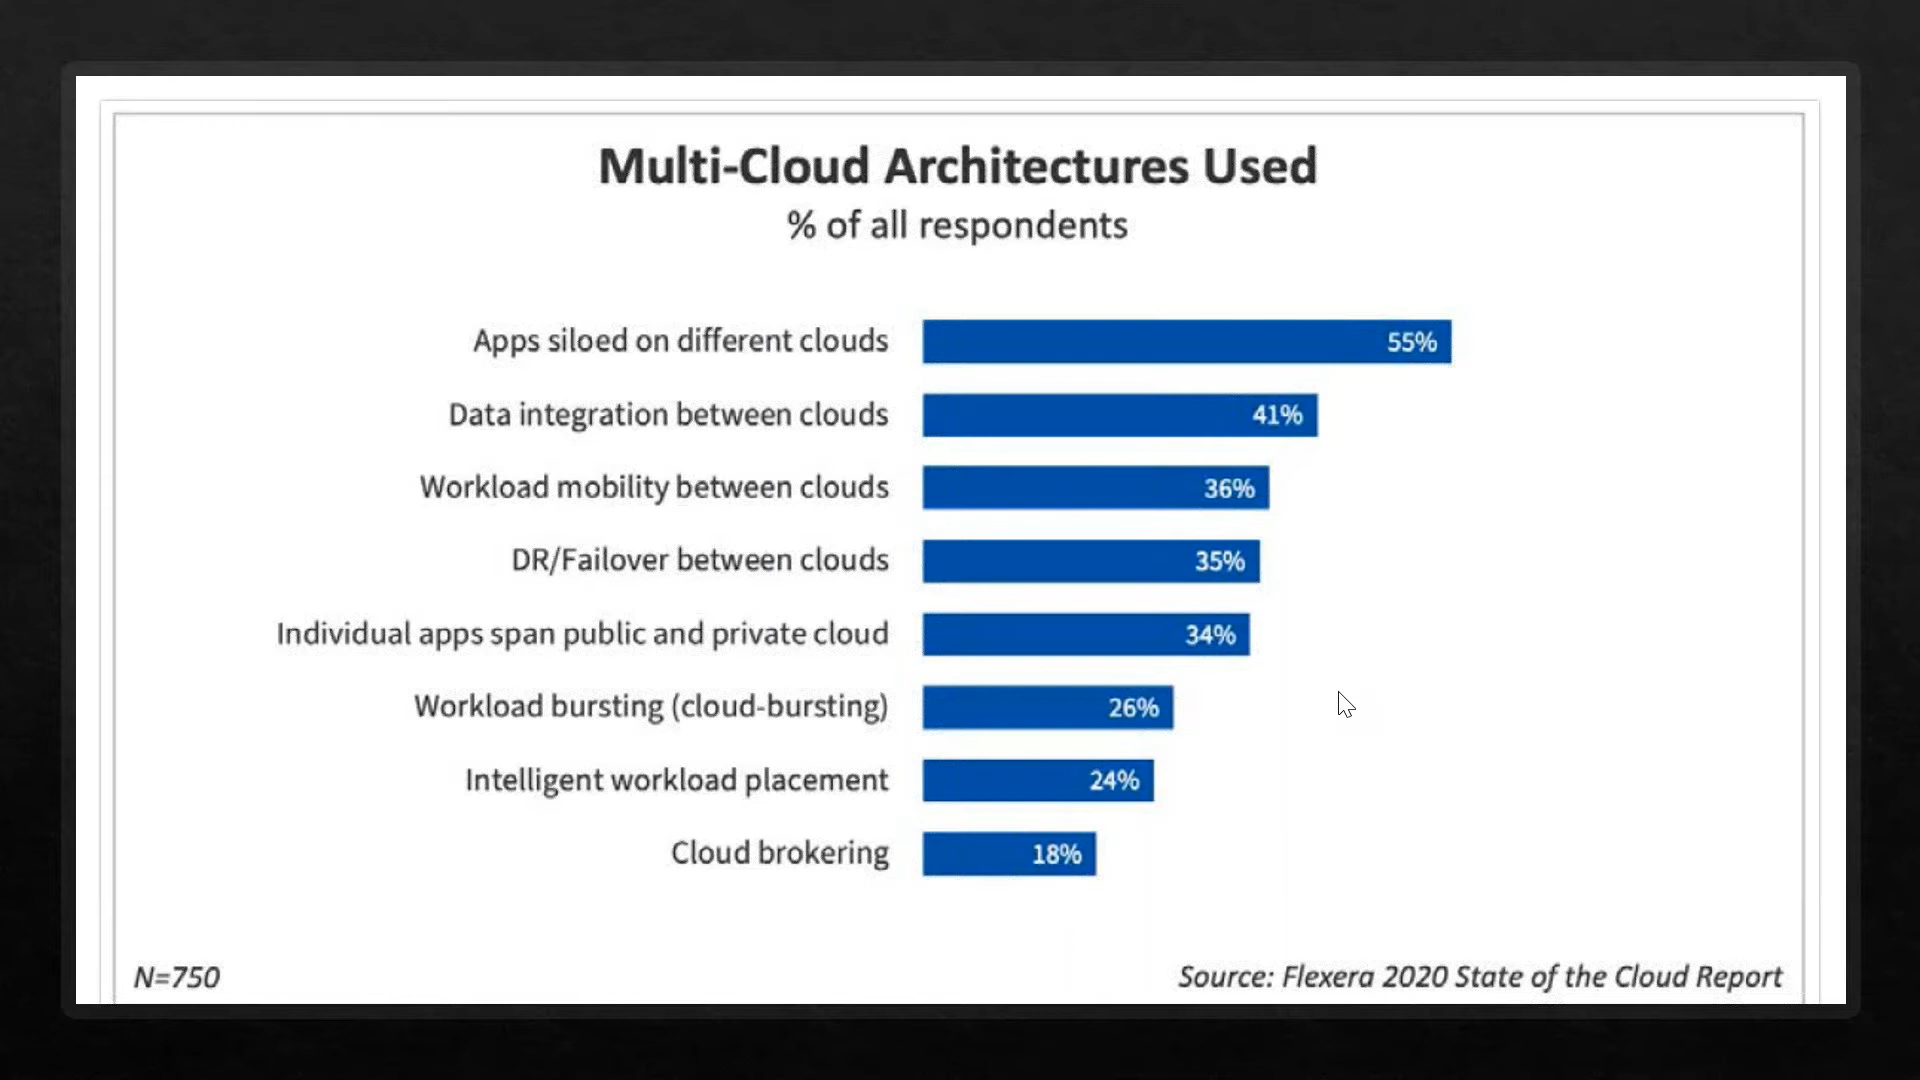 Multi-Cloud Architectures Used
% of all respondents
Apps siloed on different clouds 55%
Data integration between clouds 41%
Workload mobility between clouds 36%
DR/Failover between clouds 35%
Individual apps span public and private cloud 34%
Workload bursting (cloud-bursting) 26%
Intelligent workload placement 24%
Cloud brokering 18%
N=750 Source: Flexera 2020 State of the Cloud Report